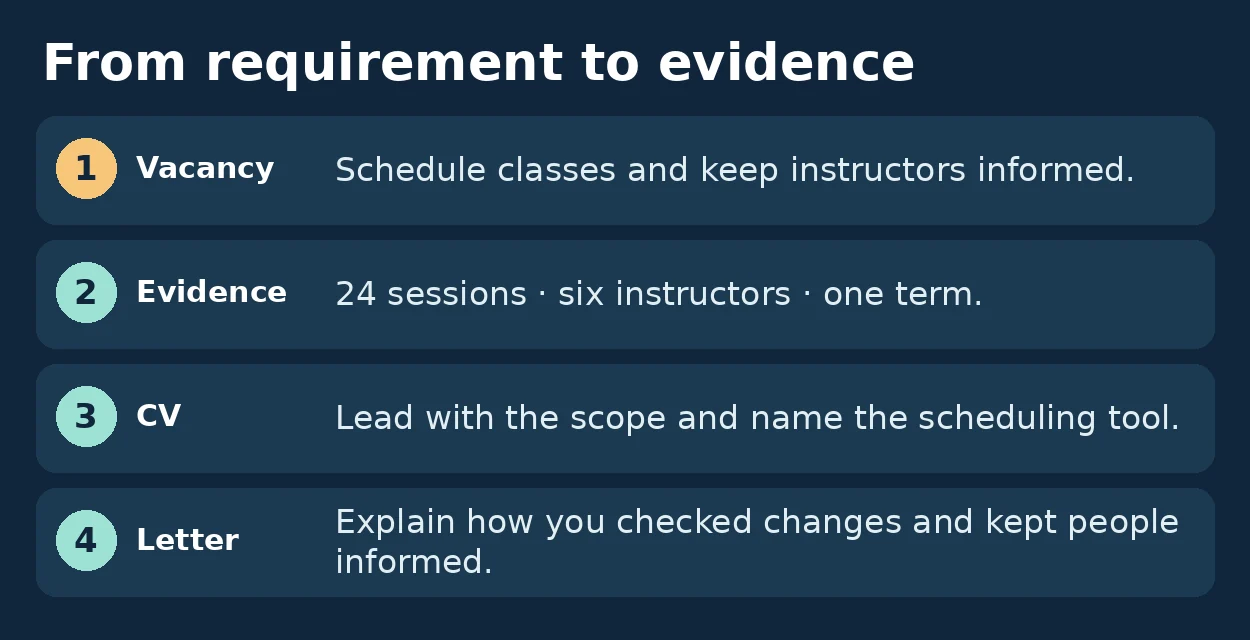 From requirement to evidence
1 Vacancy Schedule classes and keep instructors informed.
2 Evidence 24 sessions · six instructors · one term.
3 CV Lead with the scope and name the scheduling tool.
4 Letter Explain how you checked changes and kept people
informed.